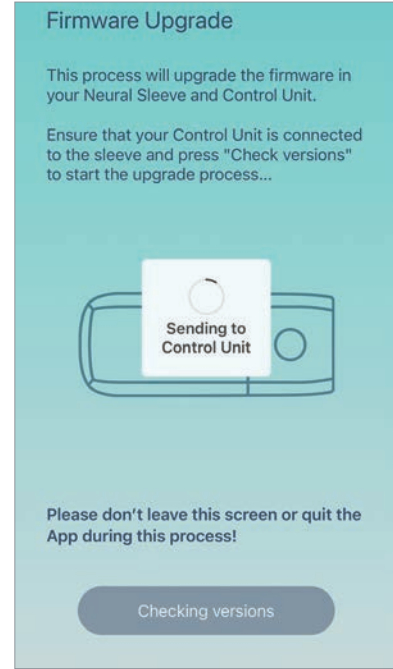 Firmware Upgrade
This process will upgrade the firmware in
your Neural Sleeve and Control Unit.
Ensure that your Control Unit is connected
to the sleeve and press "Check versions"
to start the upgrade process...
Sending to
Control Unit
Please don't leave this screen or quit the
App during this process!
Checking versions